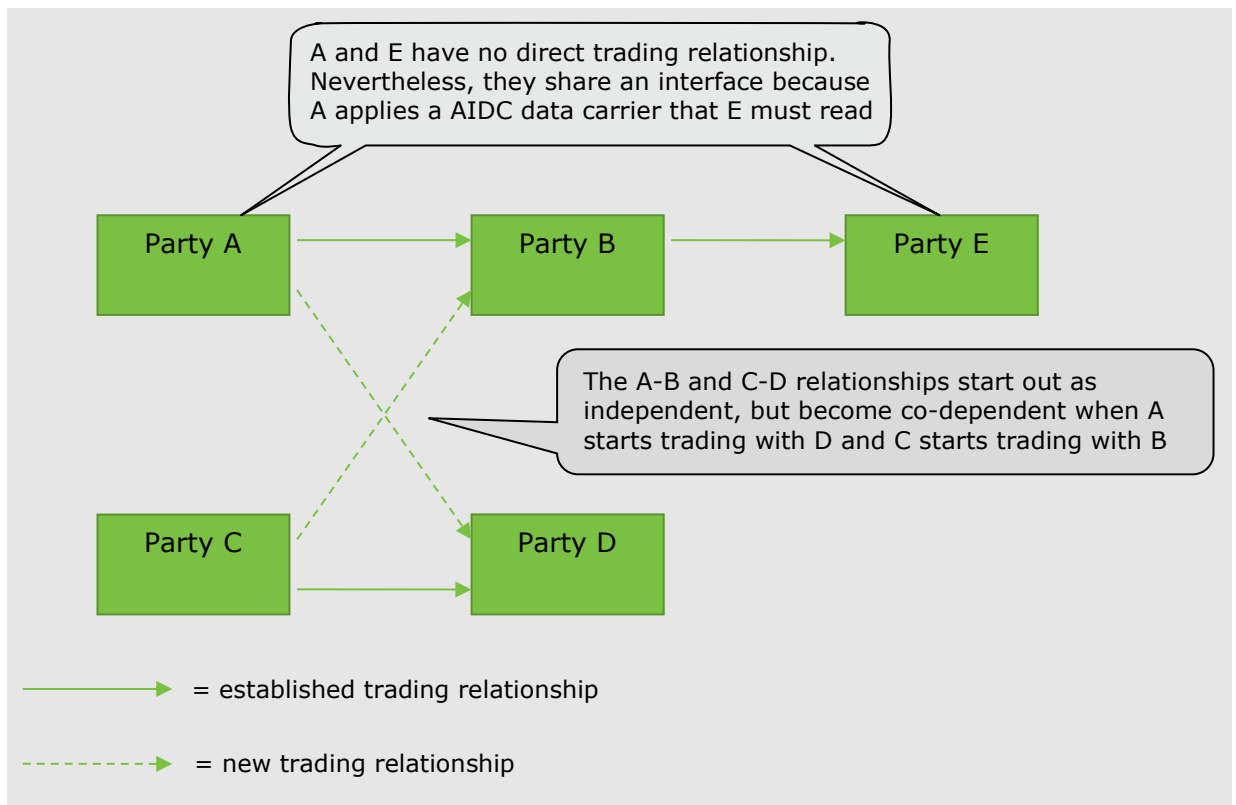 A and E have no direct trading relationship.
Nevertheless, they share an interface because
A applies a AIDC data carrier that E must read
Party A
Party B
Party E
The A-B and C-D relationships start out as
independent, but become co-dependent when A
starts trading with D and C starts trading with B
Party C
Party D
= established trading relationship
= new trading relationship